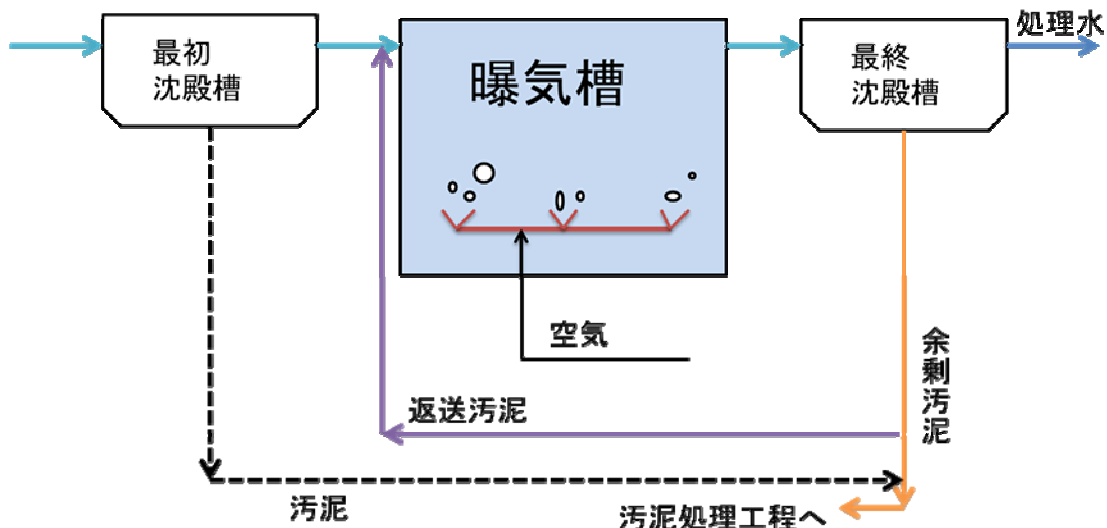 最初
沈殿槽
曝気槽
最終
沈殿槽
処理水
空気
返送汚泥
余剰汚泥
汚泥
汚泥処理工程へ